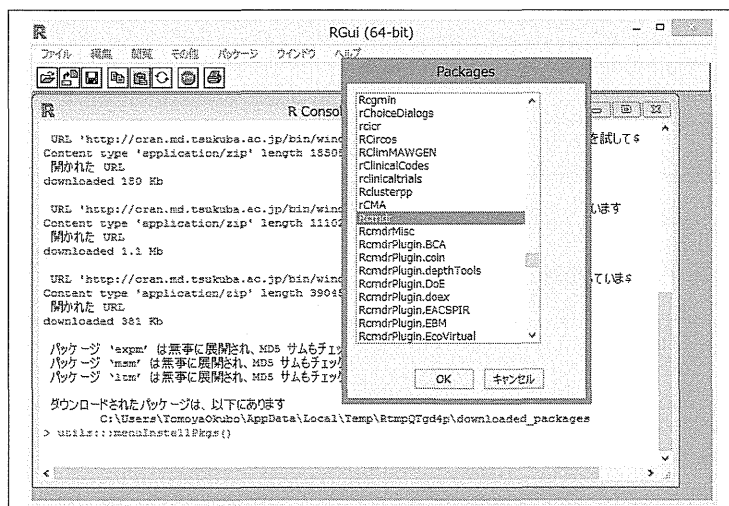 RGui (64-bit)
ファイル 編集 閲覧 その他 パッケージ ウインドウ ヘルプ
R Consol
URL 'http://cran.md.tsukuba.ac.jp/bin/wind
を試して$
Content type 'application/zip' length
開かれた URL
downloaded 180 Kb
URL 'http://cran.md.tsukuba.ac.jp/bin/wind
います
Content type 'application/zip' length
開かれた URL
downloaded 1.1 Mb
URL 'http://cran.md.tsukuba.ac.jp/bin/wind
ていま$
Content type 'application/zip' length 39045
開かれた URL
downloaded 381 Kb
パッケージ 'expm' は無事に展開され、MD5 サムもチェッ
パッケージ 'msm' は無事に展開され、MD5 サムもチェッ
パッケージ 'ltm' は無事に展開され、MD5 サムもチェッ
ダウンロードされたパッケージは、以下にあります
C:\Users\TomoyaOkubo\AppData\Local\Temp\RtmpQTgd4p\downloaded_packages
> utils:::menuInstallPkgs()
Packages
Rcgmin
rChoiceDialogs
rcicr
RCircos
RClimMAWGEN
rClinicalCodes
rclinicaltrials
Rclusterpp
rCMA
Rcmdr
RcmdrMisc
RcmdrPlugin.BCA
RcmdrPlugin.coin
RcmdrPlugin.depthTools
RcmdrPlugin.DoE
RcmdrPlugin.doex
RcmdrPlugin.EACSPIR
RcmdrPlugin.EBM
RcmdrPlugin.EcoVirtual
OK
キャンセル